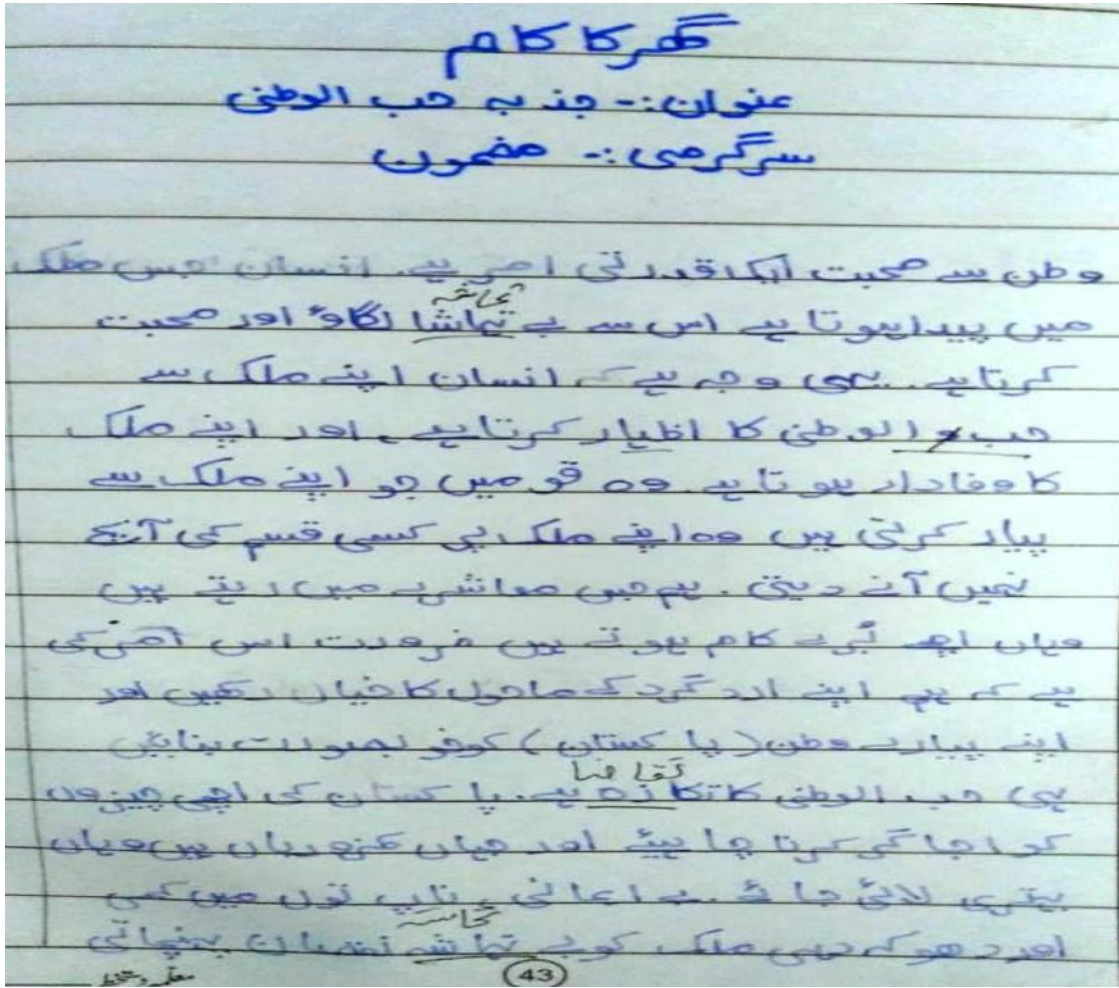 گھر کا کام
عنوان:- جذبہ حب الوطنی
سرگرمی:- مضمون
وطن سے محبت ایک قدرتی امر ہے۔ انسان جس ملک
میں پیدا ہوتا ہے اس سے بے تہاشا لگاؤ اور محبت
کرتا ہے۔ یہی وجہ ہے کہ انسان اپنے ملک سے
حب و الوطنی کا اظہار کرتا ہے۔ اور اپنے ملک
کا وفادار ہوتا ہے۔ وہ قومیں جو اپنے ملک سے
پیار کرتی ہیں وہ اپنے ملک پر کسی قسم کی آنچ
نہیں آنے دیتی۔ ہم جس معاشرے میں رہتے ہیں
وہاں اچھے بُرے کام ہوتے ہیں ضرورت اس امر کی
ہے کہ ہم اپنے ارد گرد کے ماحول کا خیال رکھیں اور
اپنے پیارے وطن (پاکستان) کو خوبصورت بنائیں
تقاضا
یہی حب الوطنی کا تکازہ ہے۔ پاکستان کی اچھی چیزوں
کو اجاگر کرنا چاہیئے اور جہاں کمزوریاں ہیں وہاں
بہتری لائی جائے۔ بے ایمانی، ناپ تول میں کمی
اور دھوکہ دہی ملک کو بے تہاشہ نقصان پہنچاتی
43